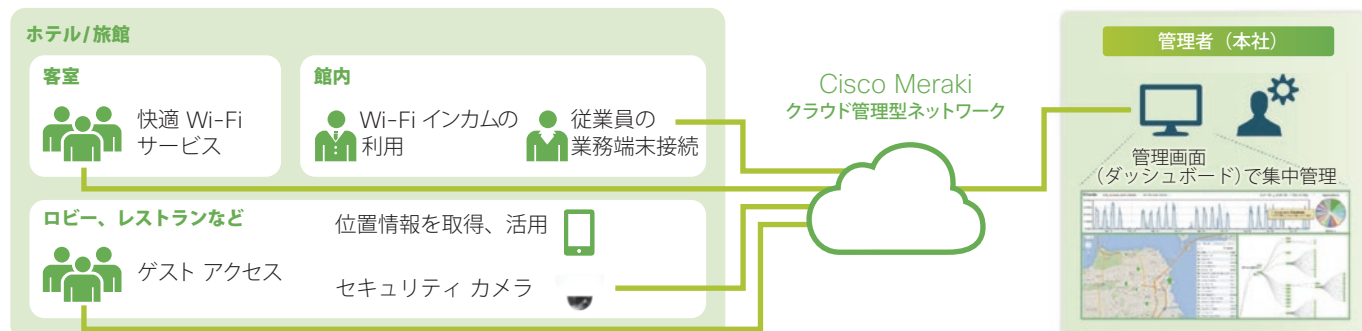 ホテル/旅館
客室
快適 Wi-Fi
サービス
館内
Wi-Fi インカムの
利用
従業員の
業務端末接続
ロビー、レストランなど
ゲスト アクセス
位置情報を取得、活用
セキュリティ カメラ
Cisco Meraki
クラウド管理型ネットワーク
管理者（本社）
管理画面
（ダッシュボード）で集中管理